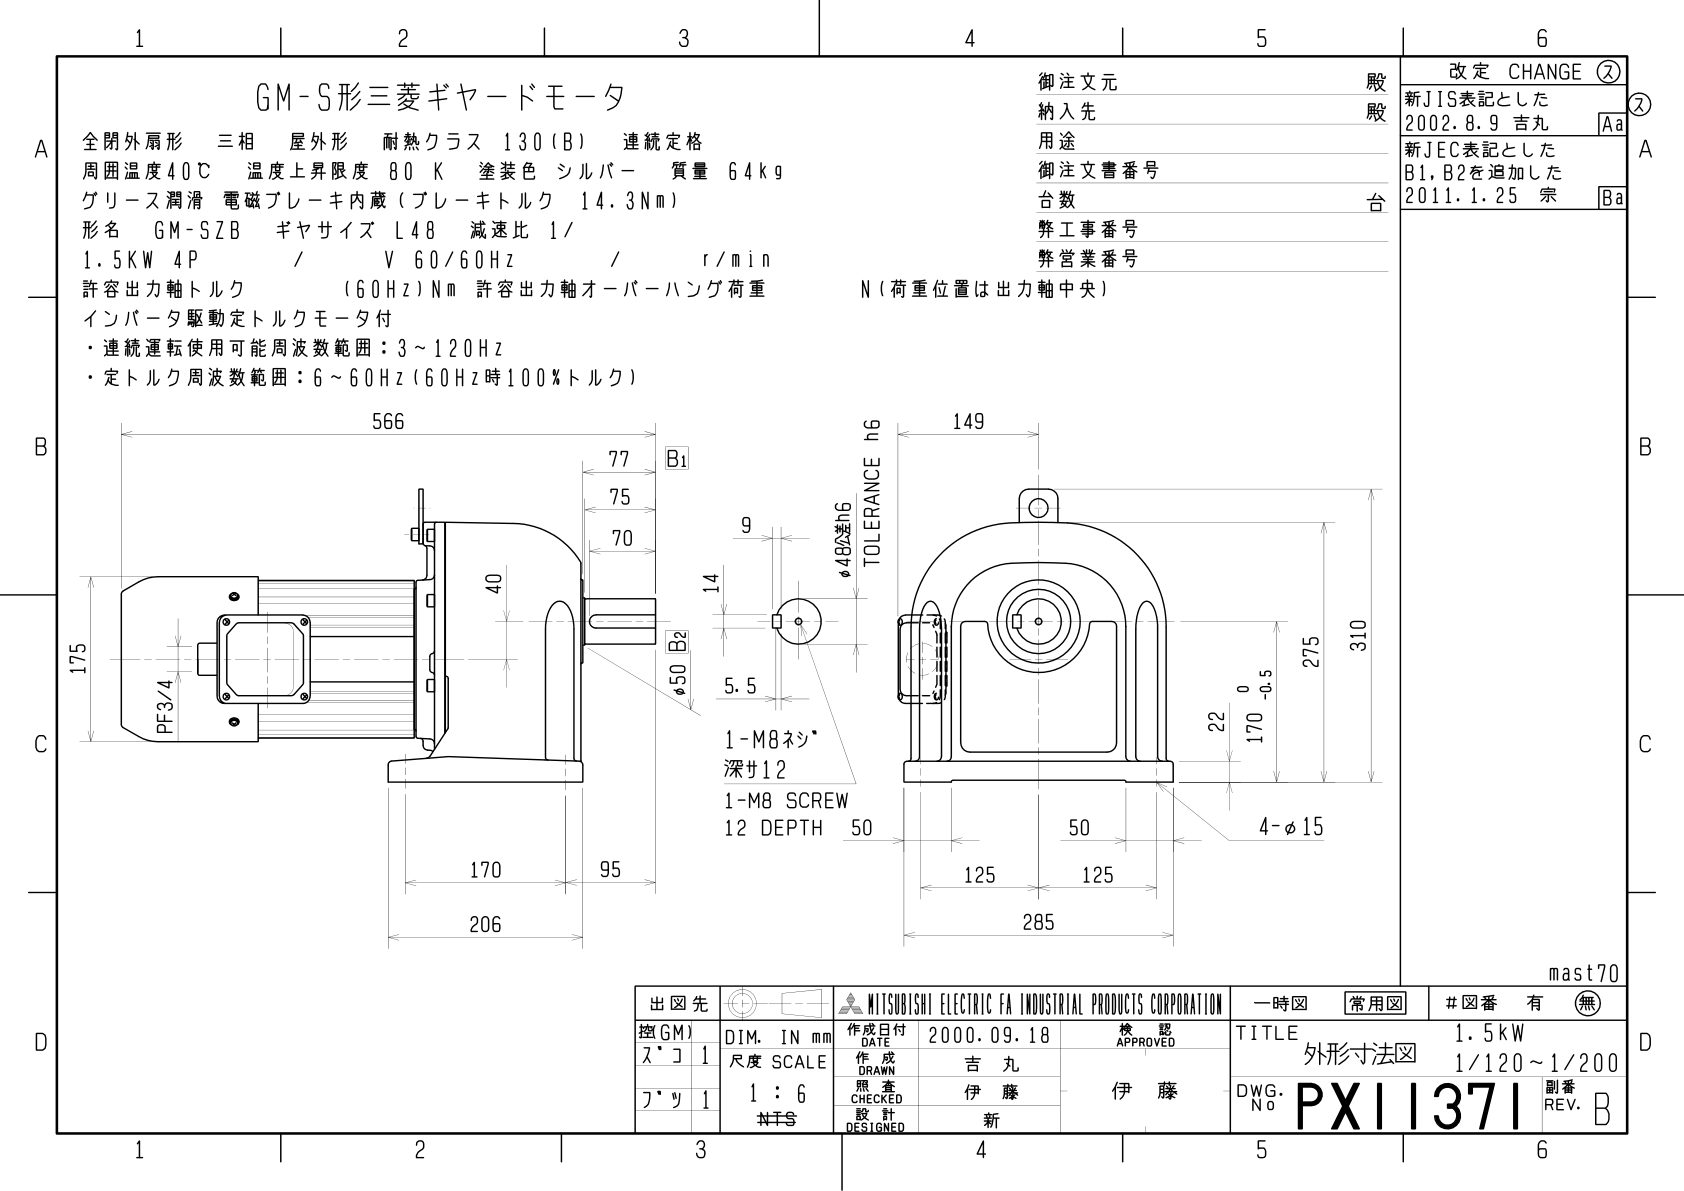 1 2 3 4 5 6
GM-S形三菱ギヤードモータ
全閉外扇形 三相 屋外形 耐熱クラス 130(B) 連続定格
周囲温度40℃ 温度上昇限度 80 K 塗装色 シルバー 質量 64kg
グリース潤滑 電磁ブレーキ内蔵(ブレーキトルク 14.3Nm)
形名 GM-SZB ギヤサイズ L48 減速比 1/
1.5KW 4P / V 60/60Hz / r/min
許容出力軸トルク (60Hz)Nm 許容出力軸オーバーハング荷重 N(荷重位置は出力軸中央)
インバータ駆動定トルクモータ付
・連続運転使用可能周波数範囲:3~120Hz
・定トルク周波数範囲:6~60Hz(60Hz時100%トルク)
御注文元 殿
納入先 殿
用途
御注文書番号
台数 台
弊工事番号
弊営業番号
改定 CHANGE ス
新JIS表記とした
2002.8.9 吉丸 Aa
ス
新JEC表記とした
B1,B2を追加した
2011.1.25 宗 Ba
A A
B B
C C
D D
566
77 B1
75
70
40
175
PF3/4
B2
φ50
170 95
206
9
14
5.5
φ48公差h6
TOLERANCE h6
1-M8ネジ
深サ12
1-M8 SCREW
12 DEPTH
149
310
275
170 0 -0.5
22
50 50
4-φ15
125 125
285
mast70
出図先
控(GM)
ズコ 1
ブツ 1
DIM. IN mm
尺度 SCALE
1 : 6
NTS
MITSUBISHI ELECTRIC FA INDUSTRIAL PRODUCTS CORPORATION
作成日付 DATE 2000.09.18
作成 DRAWN 吉丸
照査 CHECKED 伊藤
設計 DESIGNED 新
検認 APPROVED
伊藤
一時図 常用図 #図番 有 無
TITLE 外形寸法図
1.5kW
1/120~1/200
DWG. No PX11371
副番 REV. B
1 2 3 4 5 6